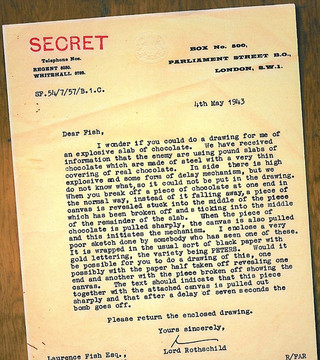 SECRET
BOX No. 500,
Telephone Nos.
PARLIAMENT STREET B.O.,
REGENT 6050.
WHITEHALL 6789.
LONDON, S.W.1.
SF.54/7/57/B.1.C.
4th May 1943
Dear Fish,
I wonder if you could do a drawing for me of
an explosive slab of chocolate. We have received
information that the enemy are using pound slabs of
chocolate which are made of steel with a very thin
covering of real chocolate. In side there is high
explosive and some form of delay mechanism, but we
do not know what, so it could not be put in the drawing.
When you break off a piece of chocolate at one end in
the normal way, instead of it falling away, a piece of
canvas is revealed stuck into the middle of the piece
which has been broken off and a ticking into the middle
of the remainder of the slab. When the piece of
chocolate is pulled sharply, the canvas is also pulled
and this initiates the mechanism. I enclose a very
poor sketch done by somebody who has seen one of these.
It is wrapped in the usual sort of black paper with
gold lettering, the variety being PETERS. Would it
be possible for you to do a drawing of this, one
possibly with the paper half taken off revealing one
end and another with the piece broken off showing the
canvas. The text should indicate that this piece
together with the attached canvas is pulled out
sharply and that after a delay of seven seconds the
bomb goes off.
Please return the enclosed drawing.
Yours sincerely,
Lord Rothschild
Laurence Fish Esq.,
R/FAR